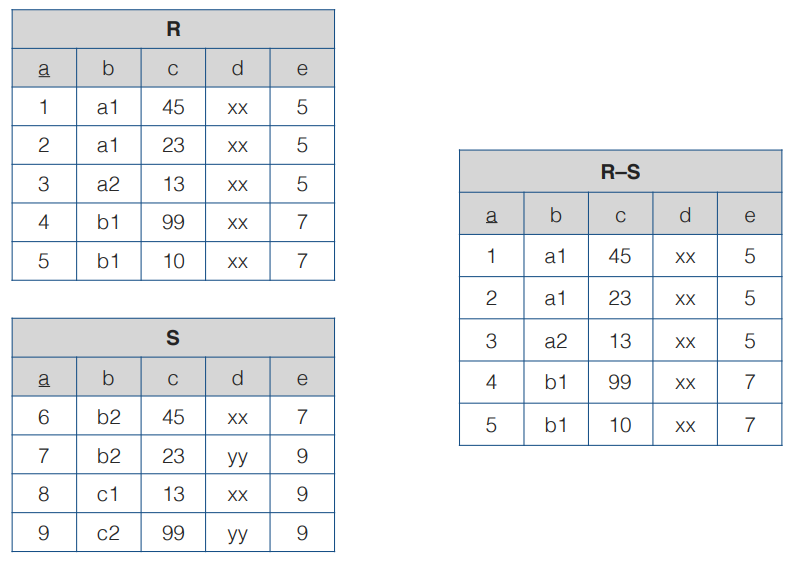 R
a b c d e
1 a1 45 xx 5
2 a1 23 xx 5
3 a2 13 xx 5
4 b1 99 xx 7
5 b1 10 xx 7
S
a b c d e
6 b2 45 xx 7
7 b2 23 yy 9
8 c1 13 xx 9
9 c2 99 yy 9
R–S
a b c d e
1 a1 45 xx 5
2 a1 23 xx 5
3 a2 13 xx 5
4 b1 99 xx 7
5 b1 10 xx 7